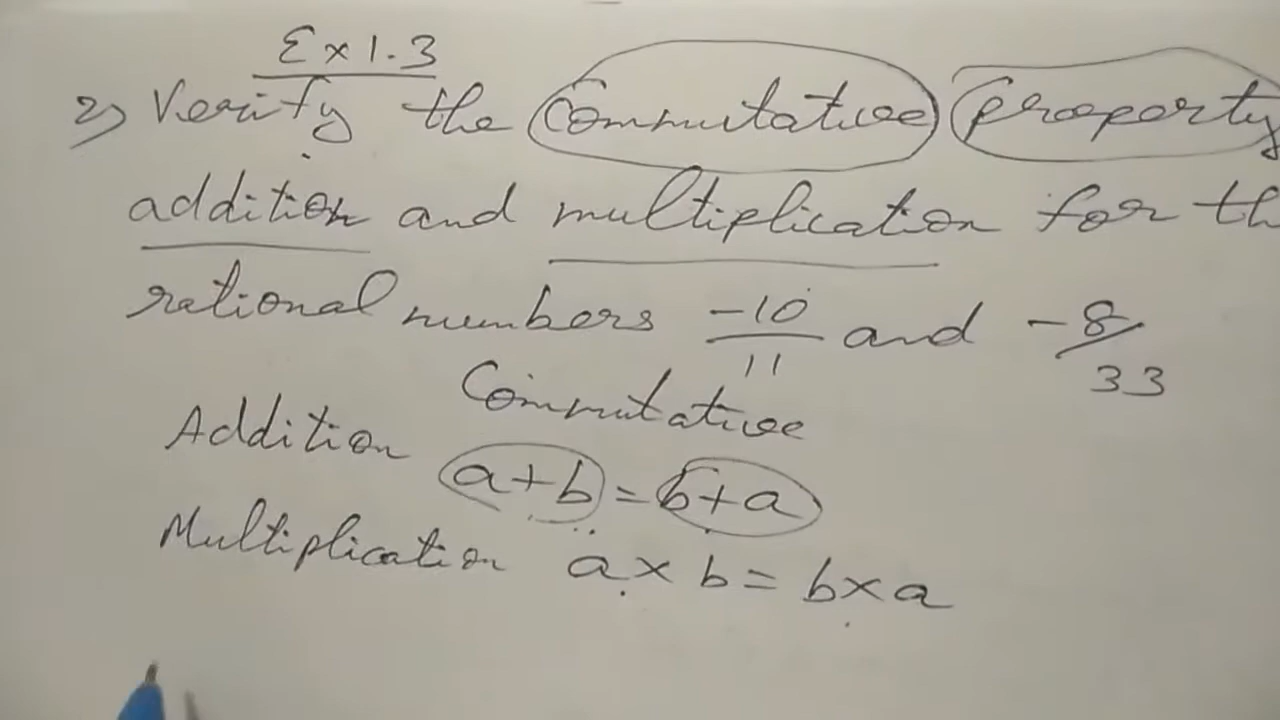 Ex 1.3
2) Verify the Commutative property
addition and multiplication for th
rational numbers -10/11 and -8/33
Commutative
Addition a+b = b+a
Multiplication a × b = b × a